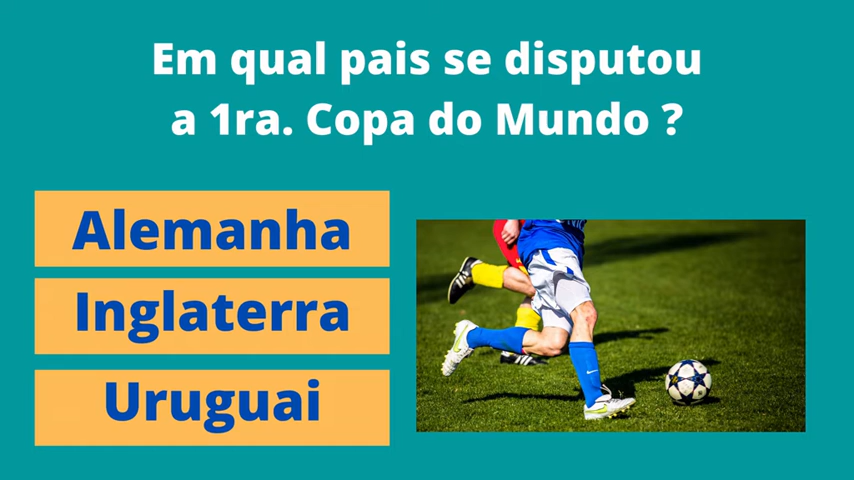 Em qual pais se disputou
a 1ra. Copa do Mundo ?
Alemanha
Inglaterra
Uruguai